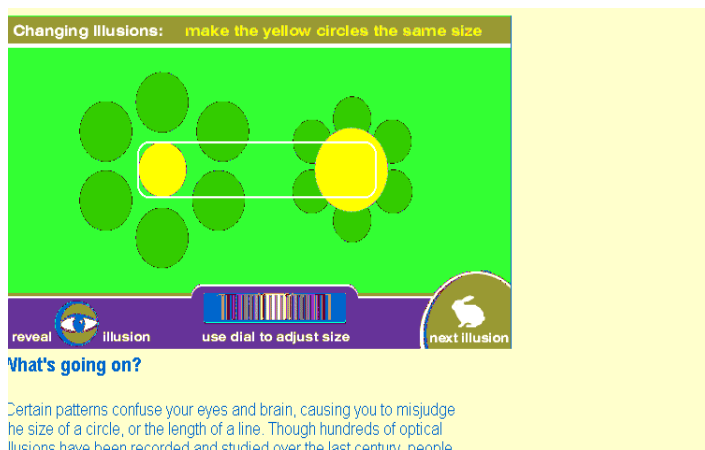 Changing Illusions: make the yellow circles the same size
reveal illusion
use dial to adjust size
next illusion
What's going on?
Certain patterns confuse your eyes and brain, causing you to misjudge
he size of a circle, or the length of a line. Though hundreds of optical
llusions have been recorded and studied over the last century, people